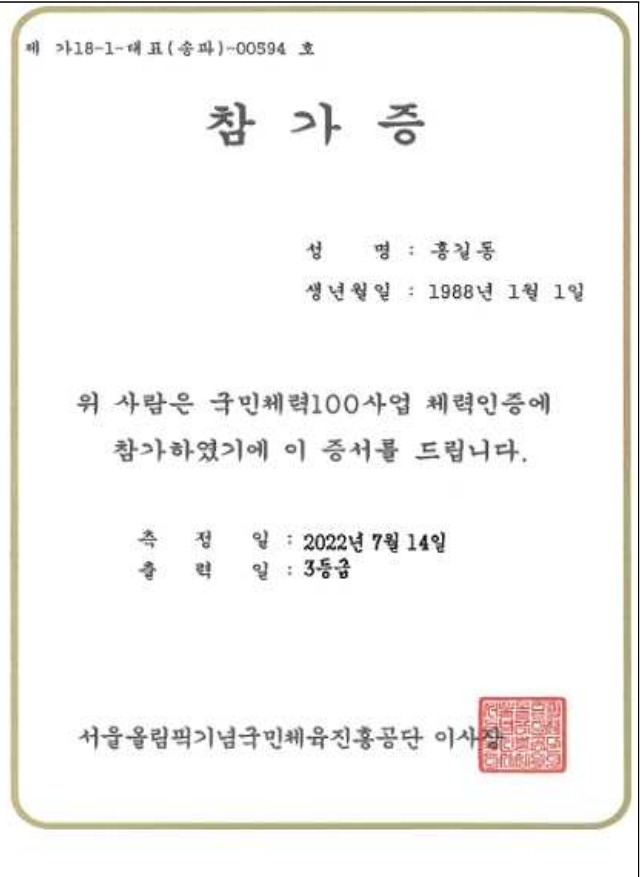 제 가18-1-대표(송파)-00594 호
참 가 증
성 명 : 홍길동
생년월일 : 1988년 1월 1일
위 사람은 국민체력100사업 체력인증에
참가하였기에 이 증서를 드립니다.
측 정 일 : 2022년 7월 14일
출 력 일 : 3등급
서울올림픽기념국민체육진흥공단 이사장